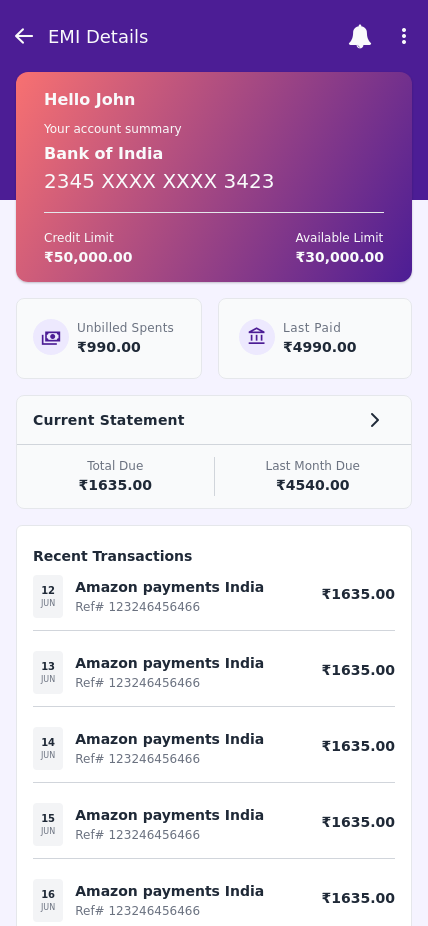 EMI Details
Hello John
Your account summary
Bank of India
2345 XXXX XXXX 3423
Credit Limit
₹50,000.00
Available Limit
₹30,000.00
Unbilled Spents
₹990.00
Last Paid
₹4990.00
Current Statement
Total Due
₹1635.00
Last Month Due
₹4540.00
Recent Transactions
12
JUN
Amazon payments India
Ref# 123246456466
₹1635.00
13
JUN
Amazon payments India
Ref# 123246456466
₹1635.00
14
JUN
Amazon payments India
Ref# 123246456466
₹1635.00
15
JUN
Amazon payments India
Ref# 123246456466
₹1635.00
16
JUN
Amazon payments India
Ref# 123246456466
₹1635.00